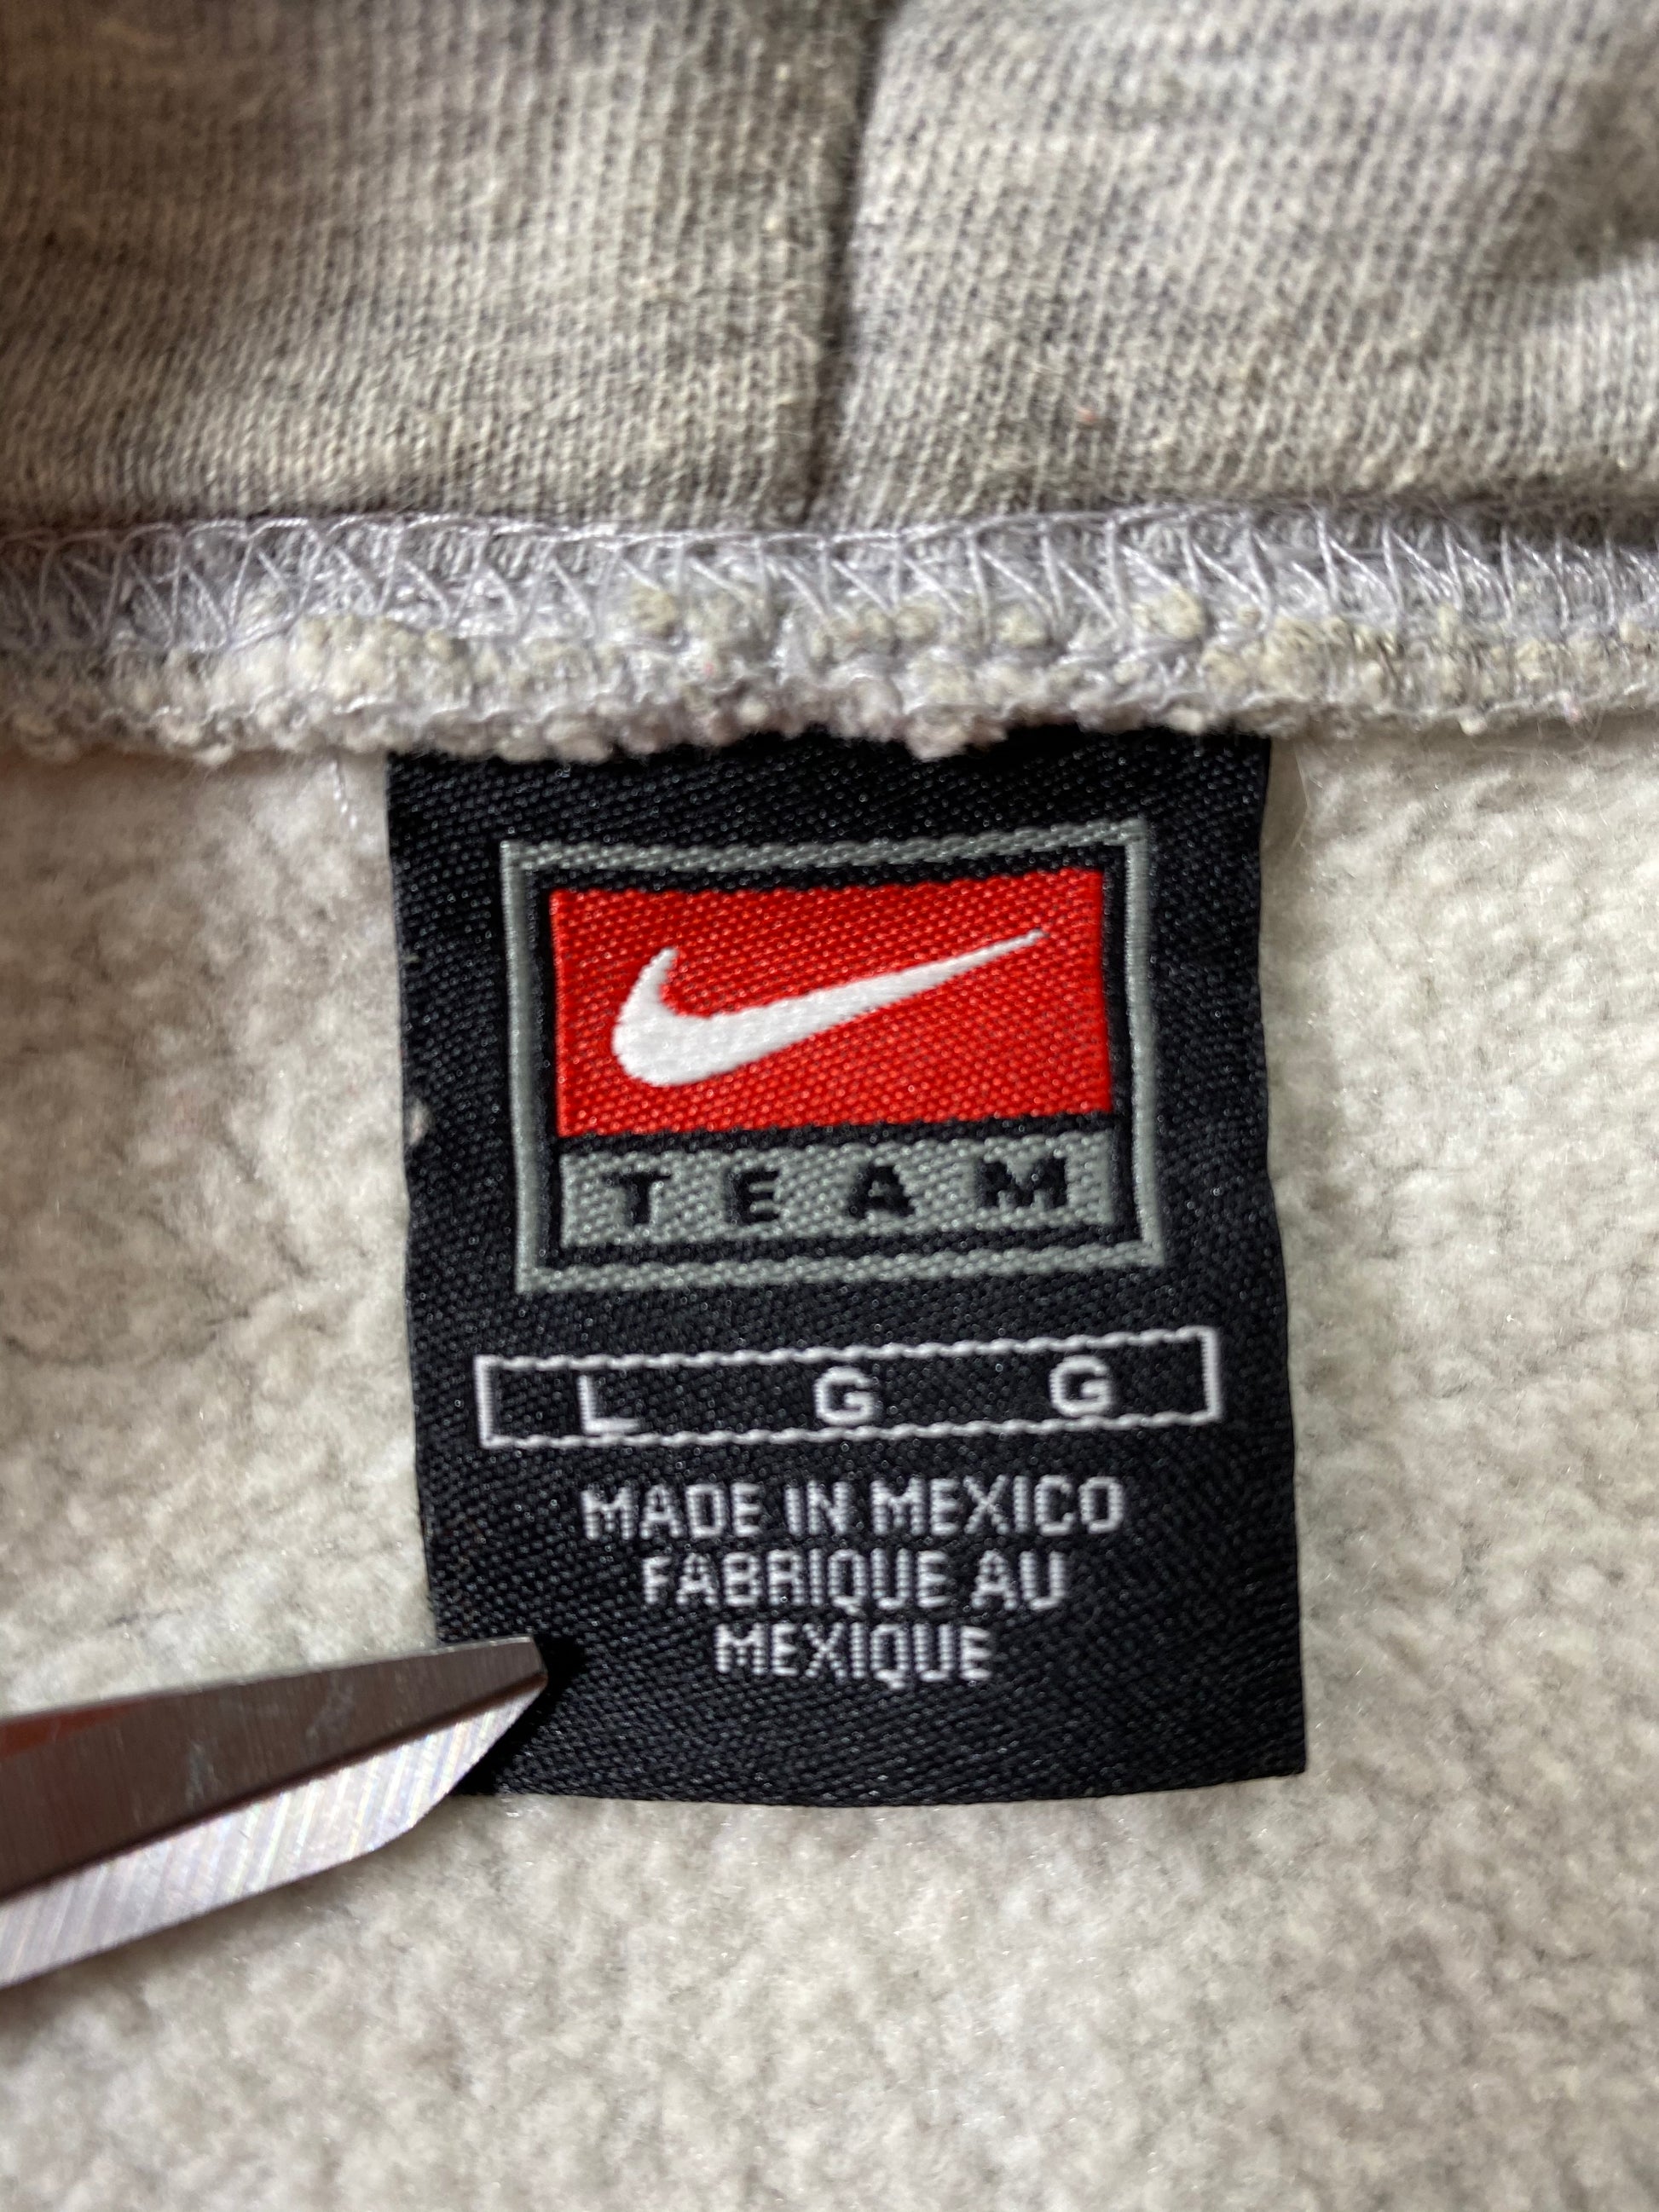 TEAM
L G G
MADE IN MEXICO
FABRIQUE AU
MEXIQUE